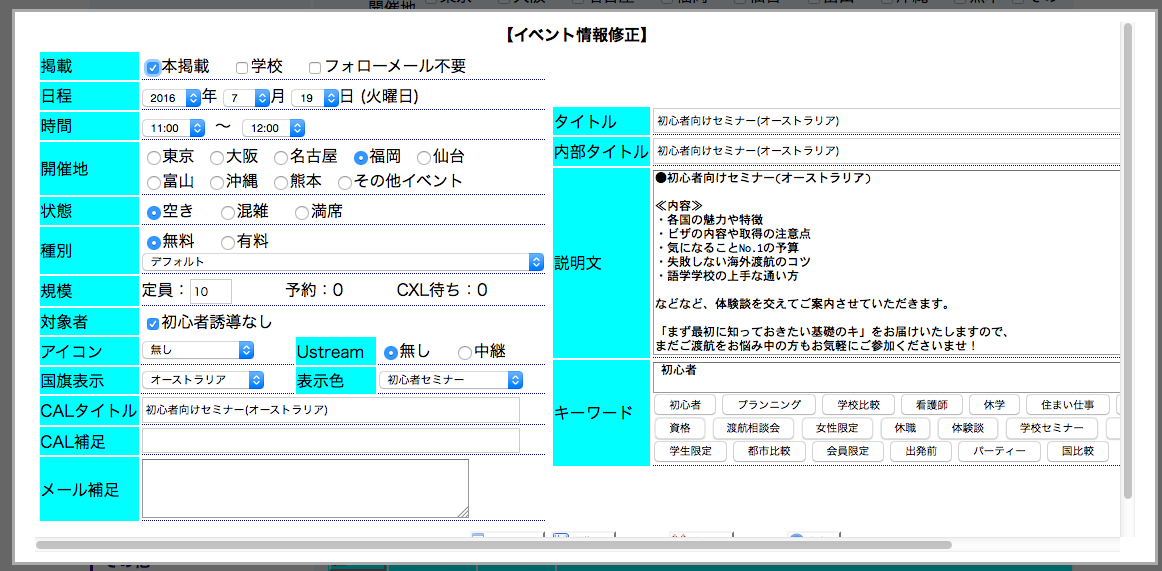 【イベント情報修正】
掲載 本掲載 学校 フォローメール不要
日程 2016 年 7 月 19 日 (火曜日)
時間 11:00 ～ 12:00
開催地 東京 大阪 名古屋 福岡 仙台
富山 沖縄 熊本 その他イベント
状態 空き 混雑 満席
種別 無料 有料
デフォルト
規模 定員：10 予約：0 CXL待ち：0
対象者 初心者誘導なし
アイコン 無し Ustream 無し 中継
国旗表示 オーストラリア 表示色 初心者セミナー
CALタイトル 初心者向けセミナー(オーストラリア)
CAL補足
メール補足
タイトル 初心者向けセミナー(オーストラリア)
内部タイトル 初心者向けセミナー(オーストラリア)
説明文
●初心者向けセミナー(オーストラリア)
≪内容≫
・各国の魅力や特徴
・ビザの内容や取得の注意点
・気になることNo.1の予算
・失敗しない海外渡航のコツ
・語学学校の上手な通い方
などなど、体験談を交えてご案内させていただきます。
「まず最初に知っておきたい基礎のキ」をお届けいたしますので、
まだご渡航をお悩み中の方もお気軽にご参加くださいませ！
キーワード
初心者
初心者 プランニング 学校比較 看護師 休学 住まい仕事
資格 渡航相談会 女性限定 休職 体験談 学校セミナー
学生限定 都市比較 会員限定 出発前 パーティー 国比較